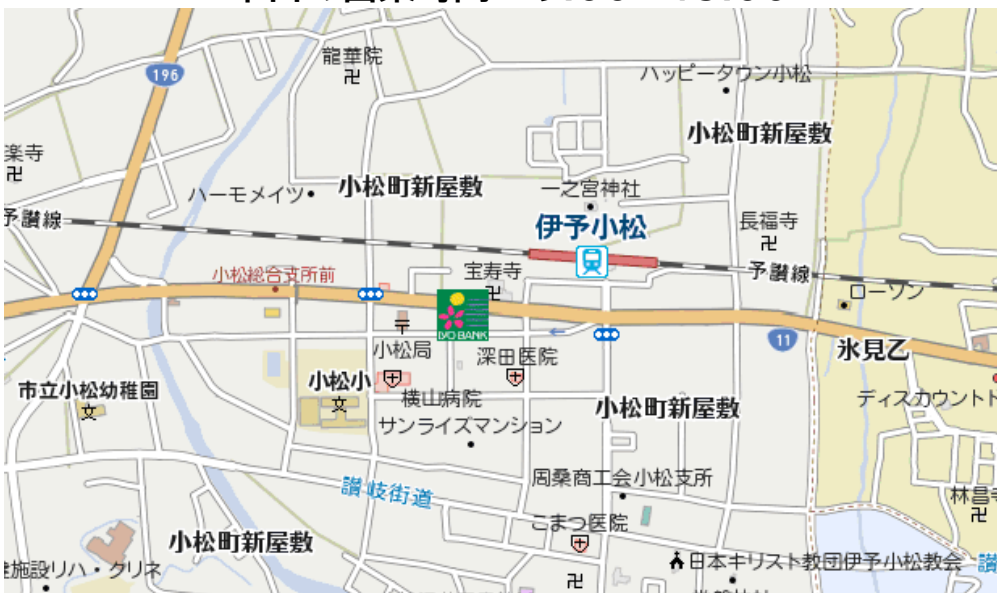 龍華院
196
ハッピータウン小松
小松町新屋敷
楽寺
ハーモメイツ
小松町新屋敷
一之宮神社
予讃線
伊予小松
長福寺
小松総合支所前
宝寿寺
予讃線
ローソン
IYO BANK
11
小松局
深田医院
氷見乙
市立小松幼稚園
小松小
文
文
横山病院
小松町新屋敷
ディスカウントド
サンライズマンション
讃岐街道
周桑商工会小松支所
林昌寺
こまつ医院
小松町新屋敷
施設リハ・クリネ
日本キリスト教団伊予小松教会
讃